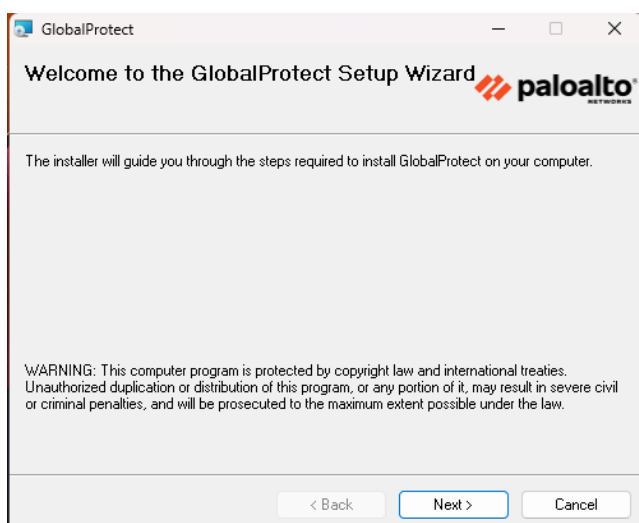 GlobalProtect
Welcome to the GlobalProtect Setup Wizard
paloalto
NETWORKS
The installer will guide you through the steps required to install GlobalProtect on your computer.
WARNING: This computer program is protected by copyright law and international treaties.
Unauthorized duplication or distribution of this program, or any portion of it, may result in severe civil
or criminal penalties, and will be prosecuted to the maximum extent possible under the law.
< Back
Next >
Cancel